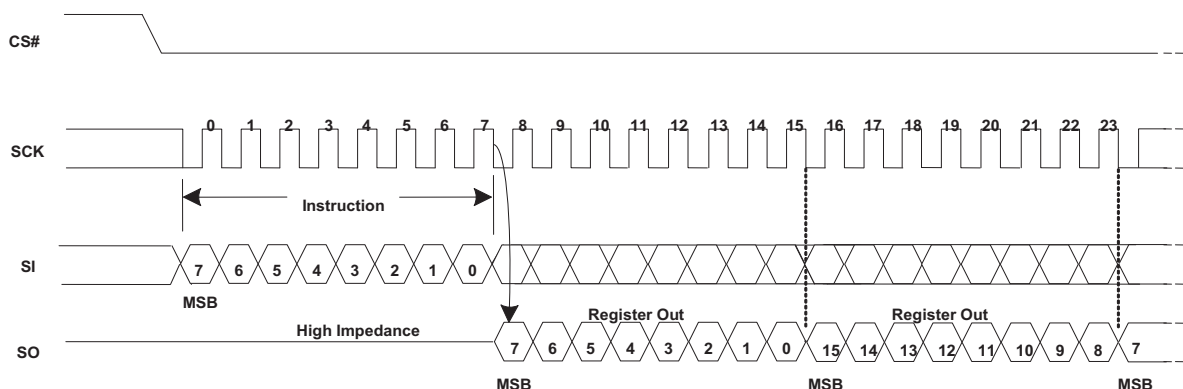 CS#
0 1 2 3 4 5 6 7 8 9 10 11 12 13 14 15 16 17 18 19 20 21 22 23
SCK
Instruction
SI 7 6 5 4 3 2 1 0
MSB
High Impedance Register Out Register Out
SO 7 6 5 4 3 2 1 0 15 14 13 12 11 10 9 8 7
MSB MSB MSB